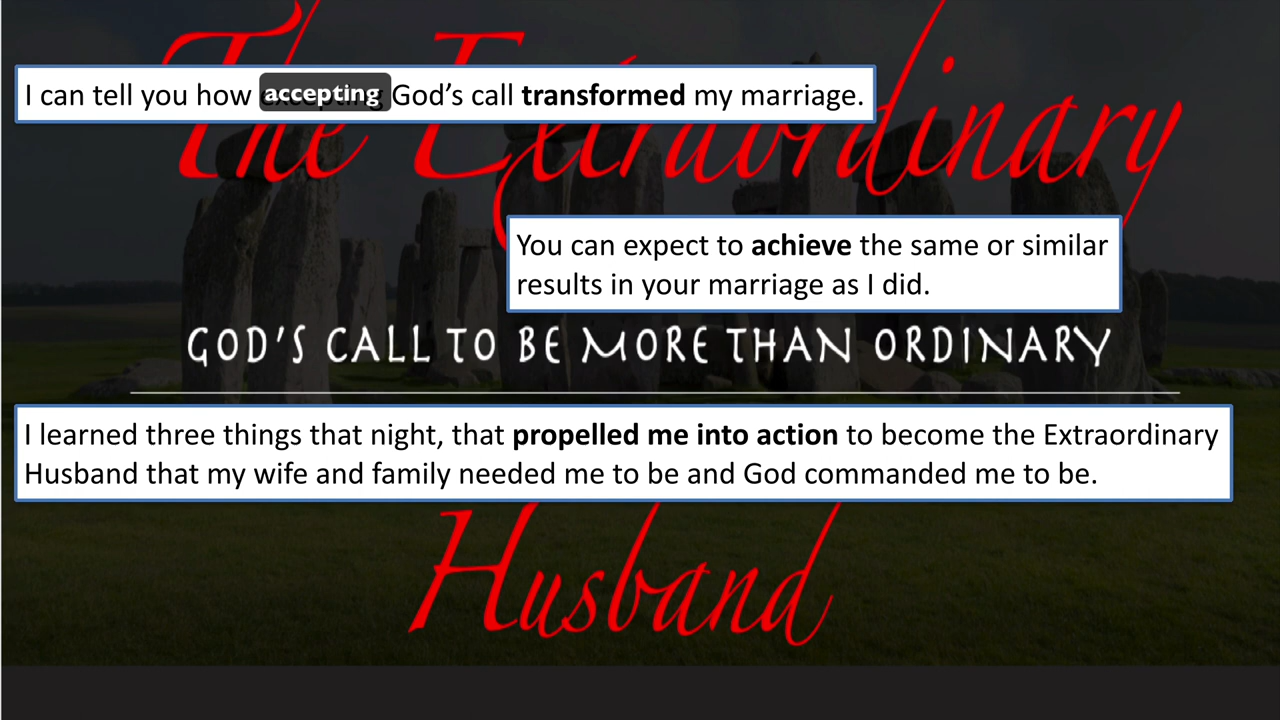 The Extraordinary
I can tell you how accepting God’s call transformed my marriage.
You can expect to achieve the same or similar
results in your marriage as I did.
GOD'S CALL TO BE MORE THAN ORDINARY
I learned three things that night, that propelled me into action to become the Extraordinary
Husband that my wife and family needed me to be and God commanded me to be.
Husband